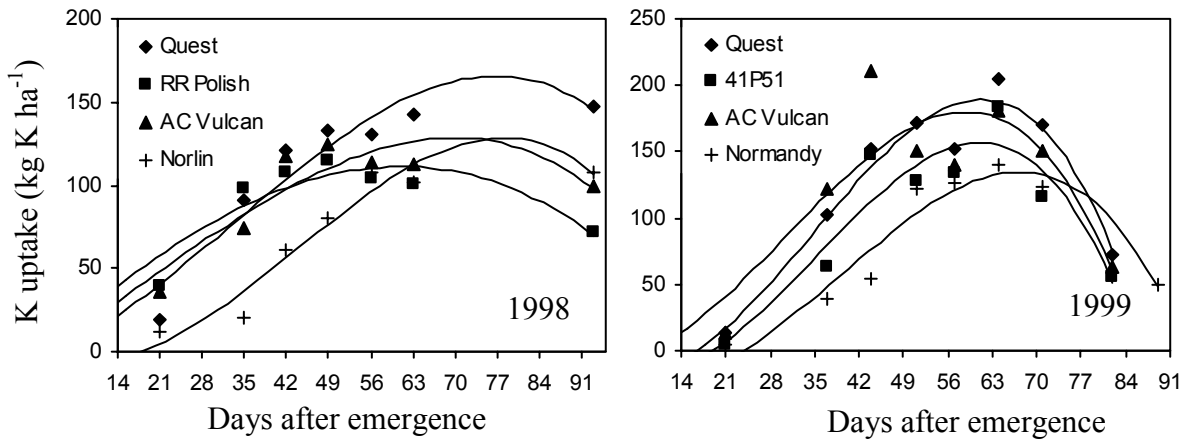 K uptake (kg K ha⁻¹)
200
150
100
50
0
Quest
RR Polish
AC Vulcan
Norlin
1998
14 21 28 35 42 49 56 63 70 77 84 91
Days after emergence
250
200
150
100
50
0
Quest
41P51
AC Vulcan
Normandy
1999
14 21 28 35 42 49 56 63 70 77 84 91
Days after emergence